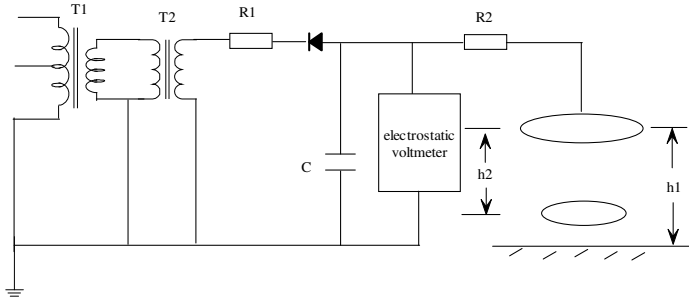 T1
T2
R1
R2
electrostatic
voltmeter
C
h2
h1